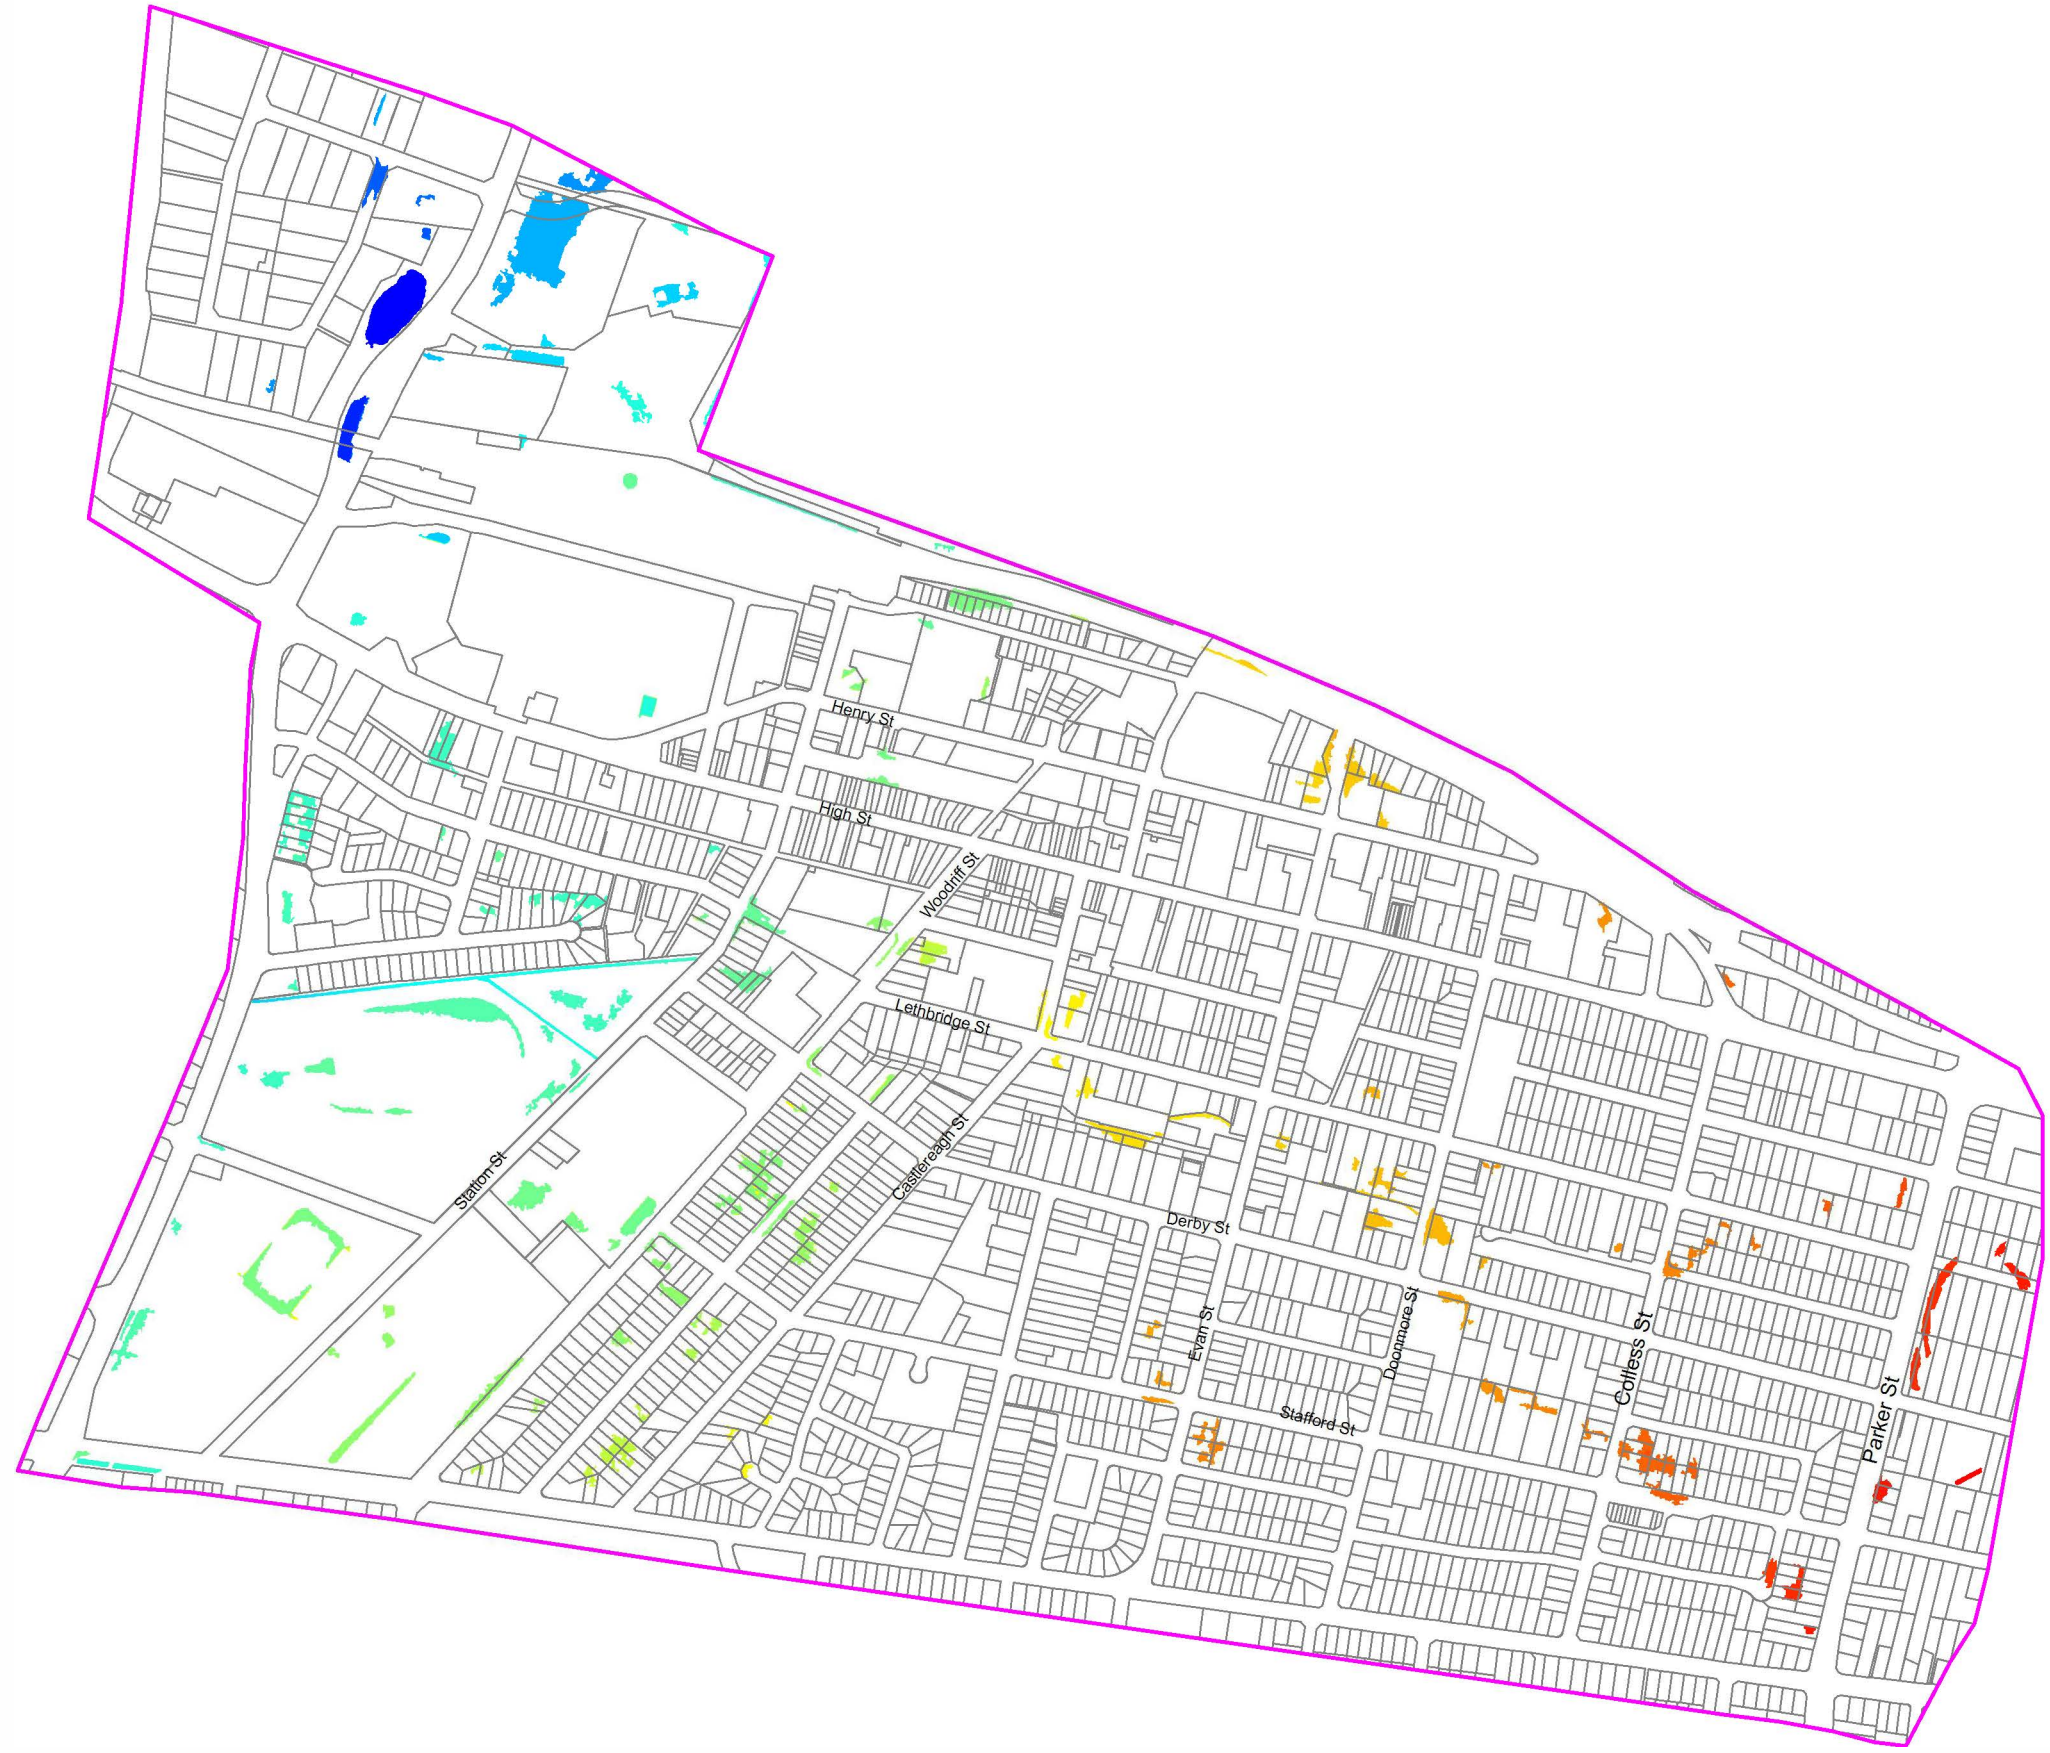 Henry St
High St
Woodriff St
Lethbridge St
Castlereagh St
Station St
Derby St
Evan St
Doonmore St
Colless St
Parker St
Stafford St